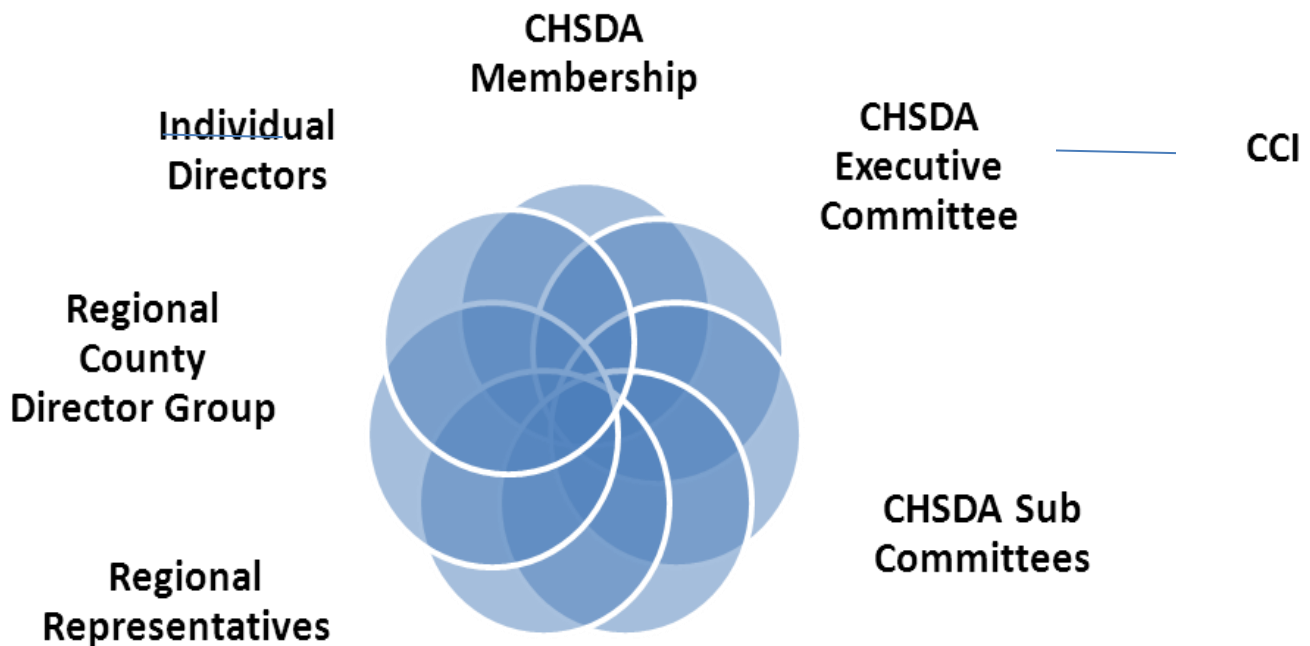 CHSDA
Membership
Individual
Directors
CHSDA
Executive
Committee
CCI
Regional
County
Director Group
CHSDA Sub
Committees
Regional
Representatives